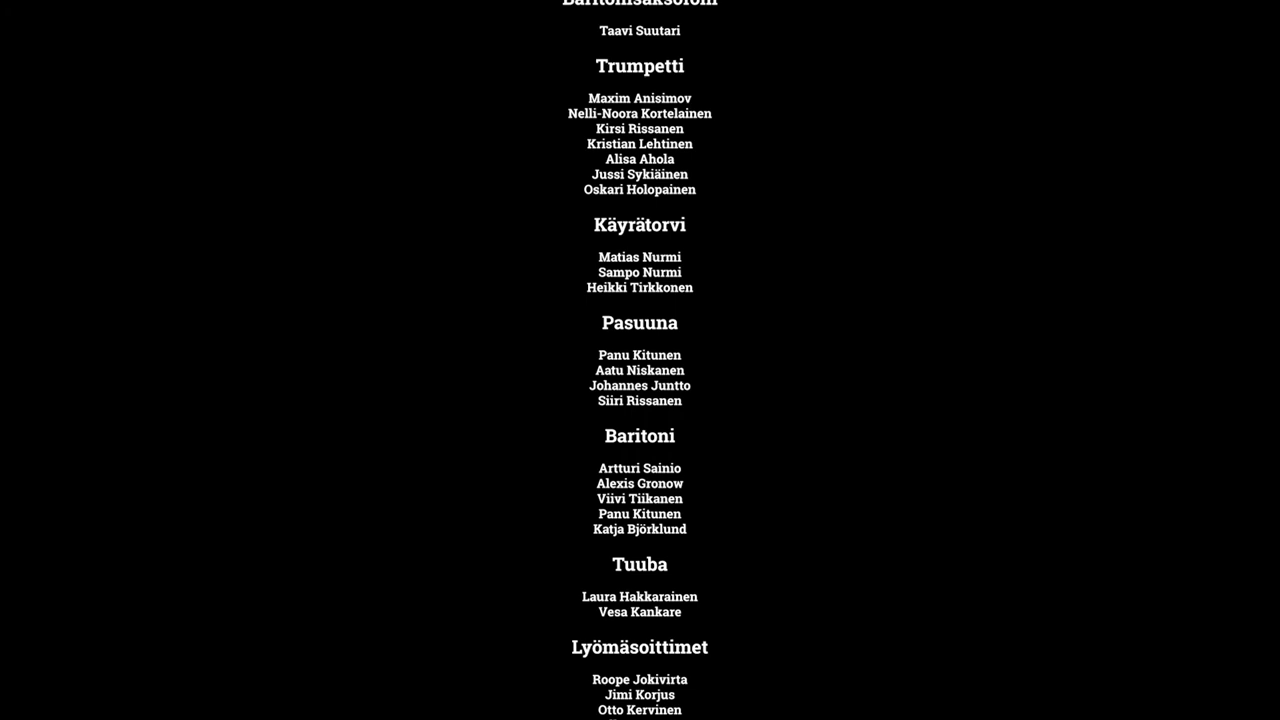 Baritonisaksofoni
Taavi Suutari
Trumpetti
Maxim Anisimov
Nelli-Noora Kortelainen
Kirsi Rissanen
Kristian Lehtinen
Alisa Ahola
Jussi Sykiäinen
Oskari Holopainen
Käyrätorvi
Matias Nurmi
Sampo Nurmi
Heikki Tirkkonen
Pasuuna
Panu Kitunen
Aatu Niskanen
Johannes Juntto
Siiri Rissanen
Baritoni
Artturi Sainio
Alexis Gronow
Viivi Tiikanen
Panu Kitunen
Katja Björklund
Tuuba
Laura Hakkarainen
Vesa Kankare
Lyömäsoittimet
Roope Jokivirta
Jimi Korjus
Otto Kervinen